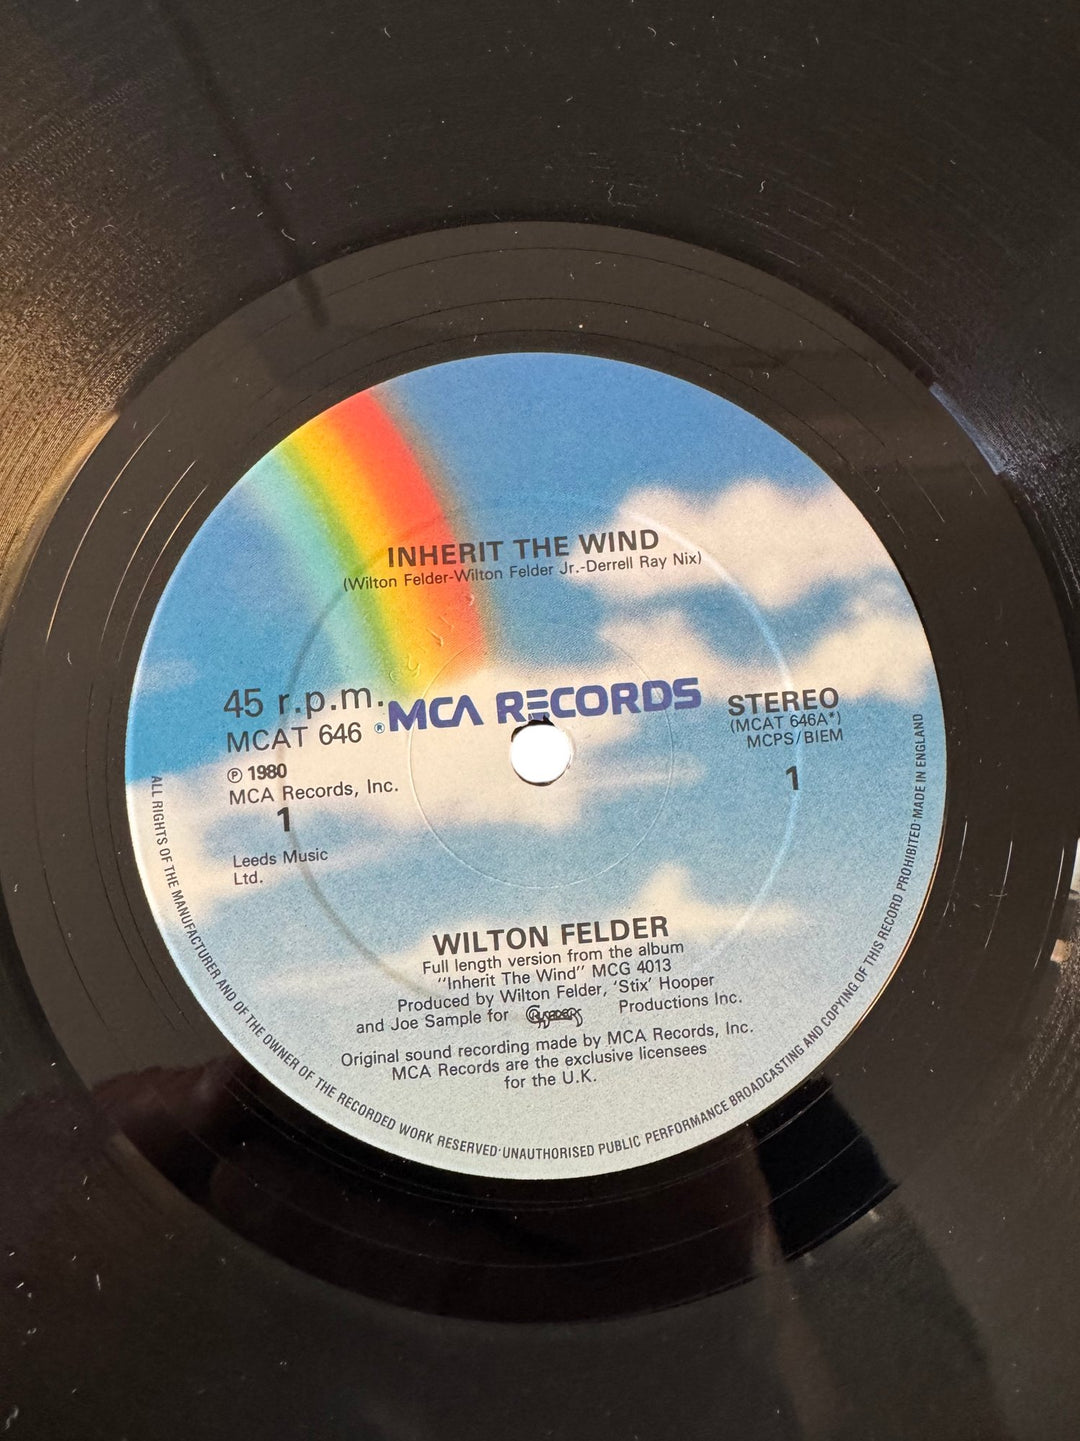 INHERIT THE WIND
(Wilton Felder-Wilton Felder Jr.-Derrell Ray Nix)
45 r.p.m.
MCAT 646
® MCA RECORDS
STEREO
(MCAT 646A*)
MCPS/BIEM
℗ 1980
MCA Records, Inc.
1
1
Leeds Music
Ltd.
WILTON FELDER
Full length version from the album
"Inherit The Wind" MCG 4013
Produced by Wilton Felder, 'Stix' Hooper
and Joe Sample for CRUSADERS Productions Inc.
Original sound recording made by MCA Records, Inc.
MCA Records are the exclusive licensees
for the U.K.
ALL RIGHTS OF THE MANUFACTURER AND OF THE OWNER OF THE RECORDED WORK RESERVED·UNAUTHORISED PUBLIC PERFORMANCE BROADCASTING AND COPYING OF THIS RECORD PROHIBITED·MADE IN ENGLAND